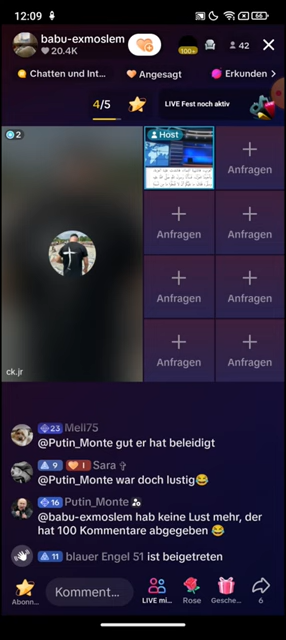 12:09
66
babu-exmoslem
20.4K
100+
42
Chatten und Int...
Angesagt
Erkunden
4/5
LIVE Fest noch aktiv
2
Host
Anfragen
Anfragen Anfragen
Anfragen Anfragen
Anfragen Anfragen
ck.jr
23 Mell75
@Putin_Monte gut er hat beleidigt
9 1 Sara ✞
@Putin_Monte war doch lustig😂
16 Putin_Monte
@babu-exmoslem hab keine Lust mehr, der
hat 100 Kommentare abgegeben 😂
11 blauer Engel 51 ist beigetreten
Abonn...
Komment...
LIVE mi...
Rose
Gesche...
6